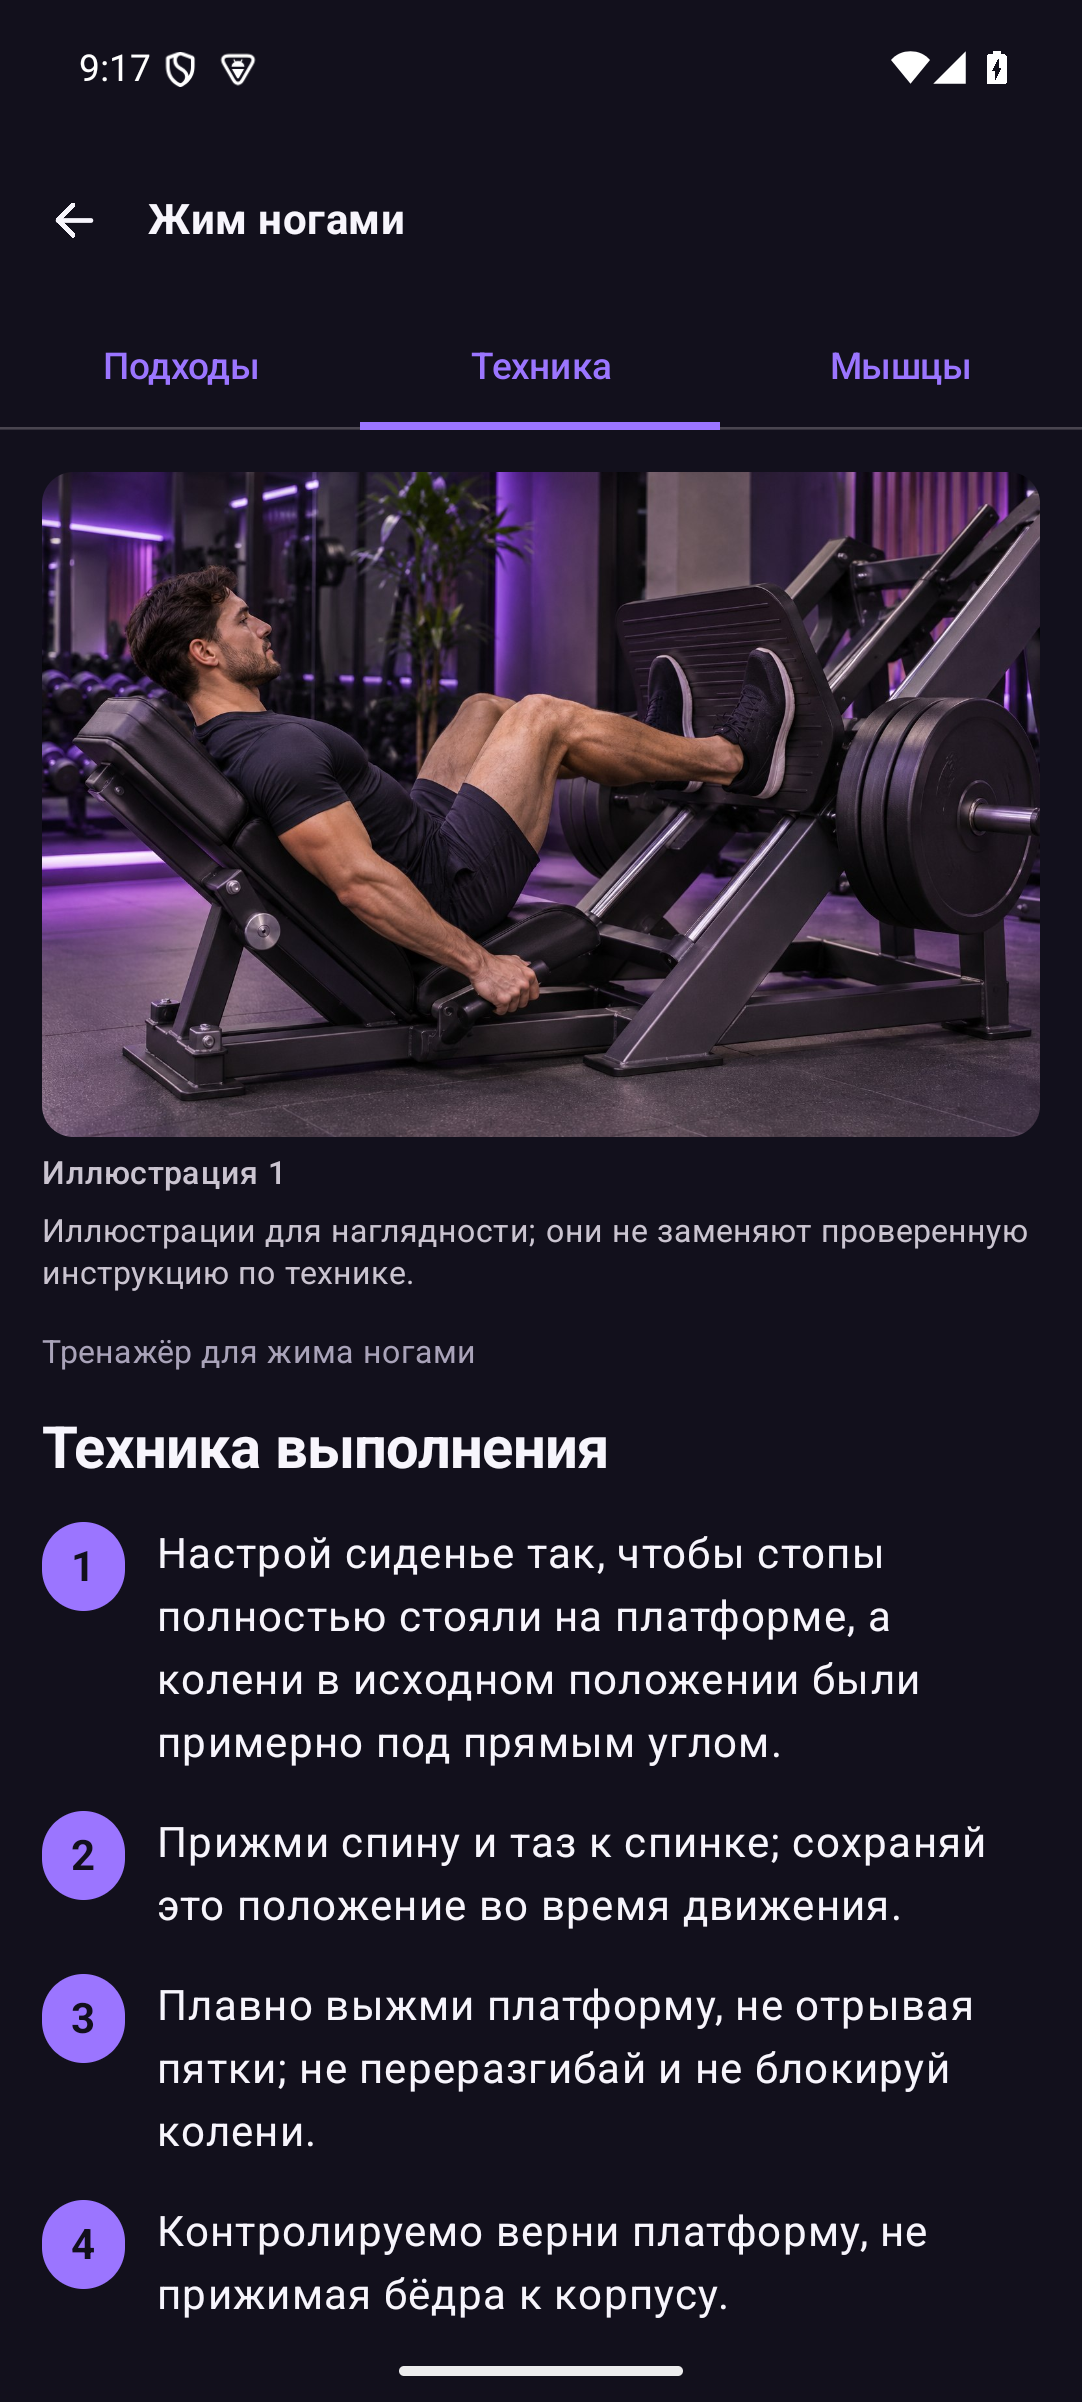 9:17
Жим ногами
Подходы
Техника
Мышцы
Иллюстрация 1
Иллюстрации для наглядности; они не заменяют проверенную
инструкцию по технике.
Тренажёр для жима ногами
Техника выполнения
1
Настрой сиденье так, чтобы стопы
полностью стояли на платформе, а
колени в исходном положении были
примерно под прямым углом.
2
Прижми спину и таз к спинке; сохраняй
это положение во время движения.
3
Плавно выжми платформу, не отрывая
пятки; не переразгибай и не блокируй
колени.
4
Контролируемо верни платформу, не
прижимая бёдра к корпусу.